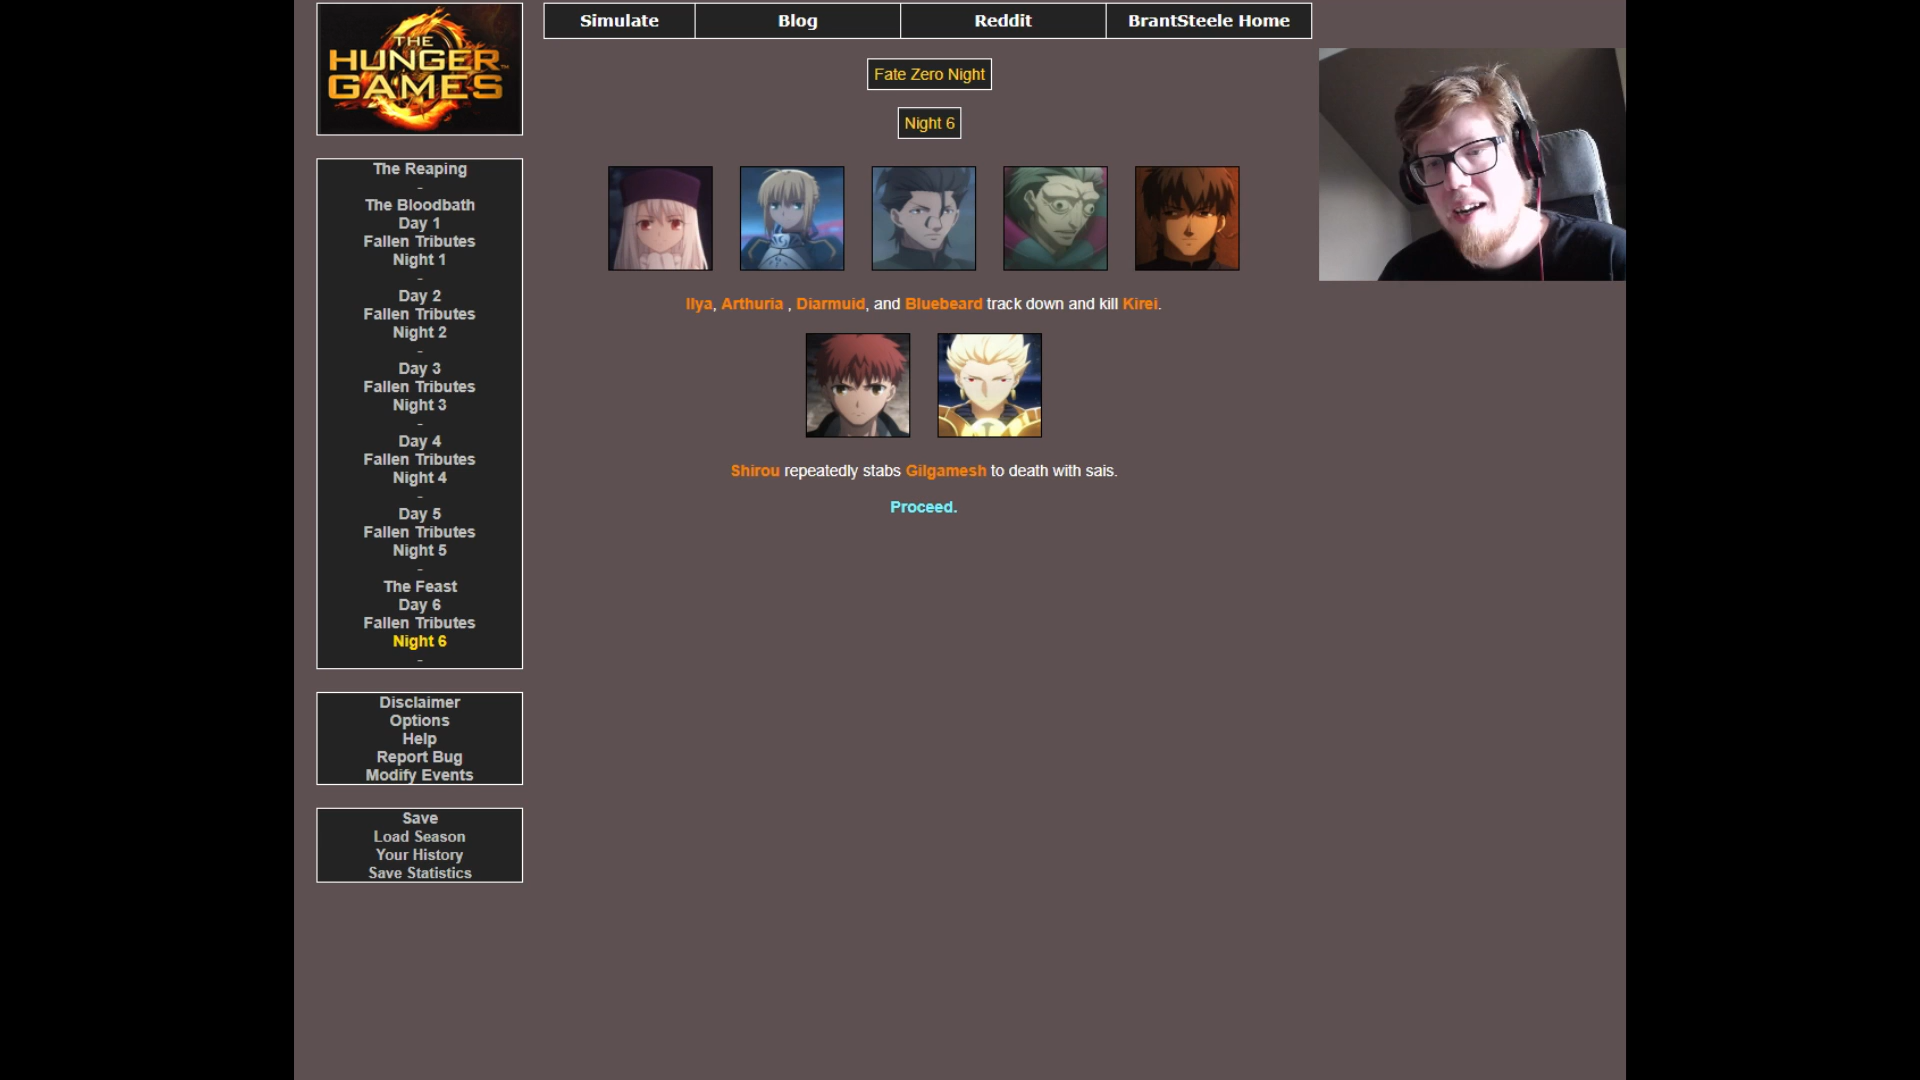 THE
HUNGER
GAMES
Simulate
Blog
Reddit
BrantSteele Home
Fate Zero Night
Night 6
The Reaping
-
The Bloodbath
Day 1
Fallen Tributes
Night 1
-
Day 2
Fallen Tributes
Night 2
-
Day 3
Fallen Tributes
Night 3
-
Day 4
Fallen Tributes
Night 4
-
Day 5
Fallen Tributes
Night 5
-
The Feast
Day 6
Fallen Tributes
Night 6
-
Disclaimer
Options
Help
Report Bug
Modify Events
Save
Load Season
Your History
Save Statistics
Ilya, Arthuria , Diarmuid, and Bluebeard track down and kill Kirei.
Shirou repeatedly stabs Gilgamesh to death with sais.
Proceed.